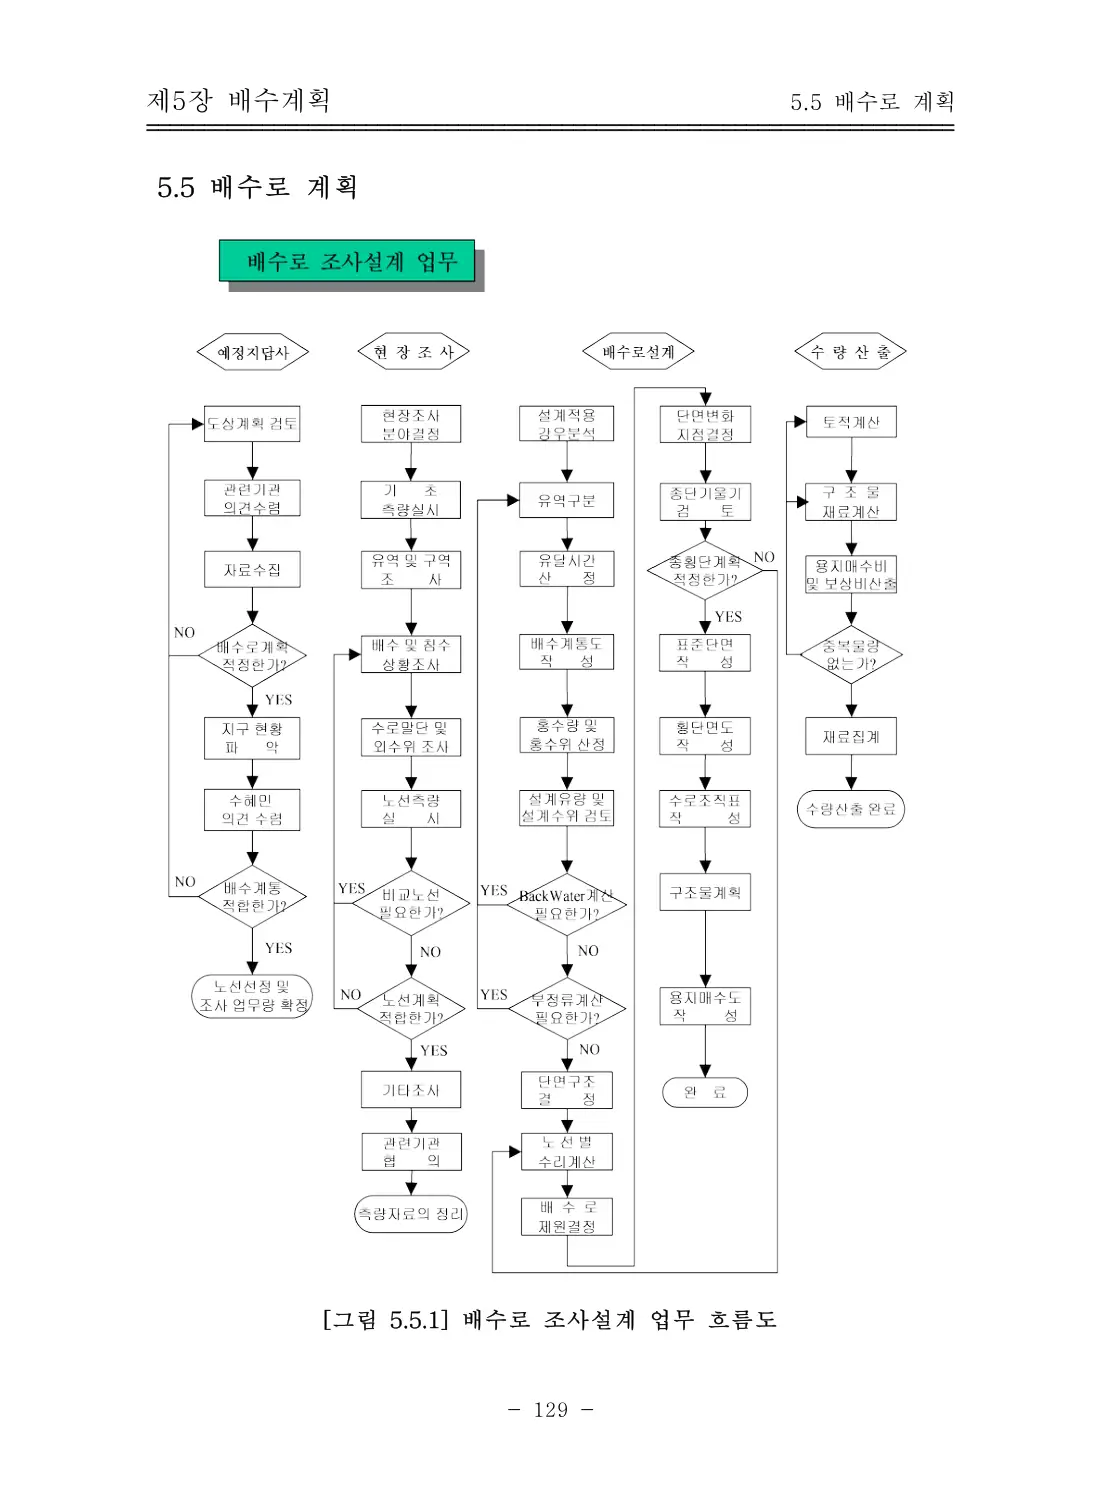 제5장 배수계획
5.5 배수로 계획
5.5 배수로 계획
배수로 조사설계 업무
예정지답사
도상계획 검토
관련기관
의견수렴
자료수집
배수로계획
적정한가?
NO
YES
지구 현황
파 악
수혜민
의견 수렴
배수계통
적합한가?
NO
YES
노선선정 및
조사 업무량 확정
현 장 조 사
현장조사
분야결정
기 초
측량실시
유역 및 구역
조 사
배수 및 침수
상황조사
수로말단 및
외수위 조사
노선측량
실 시
비교노선
필요한가?
YES
NO
노선계획
적합한가?
NO
YES
기타조사
관련기관
협 의
측량자료의 정리
배수로설계
설계적용
강우분석
유역구분
유달시간
산 정
배수계통도
작 성
홍수량 및
홍수위 산정
설계유량 및
설계수위 검토
BackWater계산
필요한가?
YES
NO
부정류계산
필요한가?
YES
NO
단면구조
결 정
노 선 별
수리계산
배 수 로
제원결정
단면변화
지점결정
종단기울기
검 토
종횡단계획
적정한가?
NO
YES
표준단면
작 성
횡단면도
작 성
수로조직표
작 성
구조물계획
용지매수도
작 성
완 료
수 량 산 출
토적계산
구 조 물
재료계산
용지매수비
및 보상비산출
중복물량
없는가?
재료집계
수량산출 완료
[그림 5.5.1] 배수로 조사설계 업무 흐름도
- 129 -